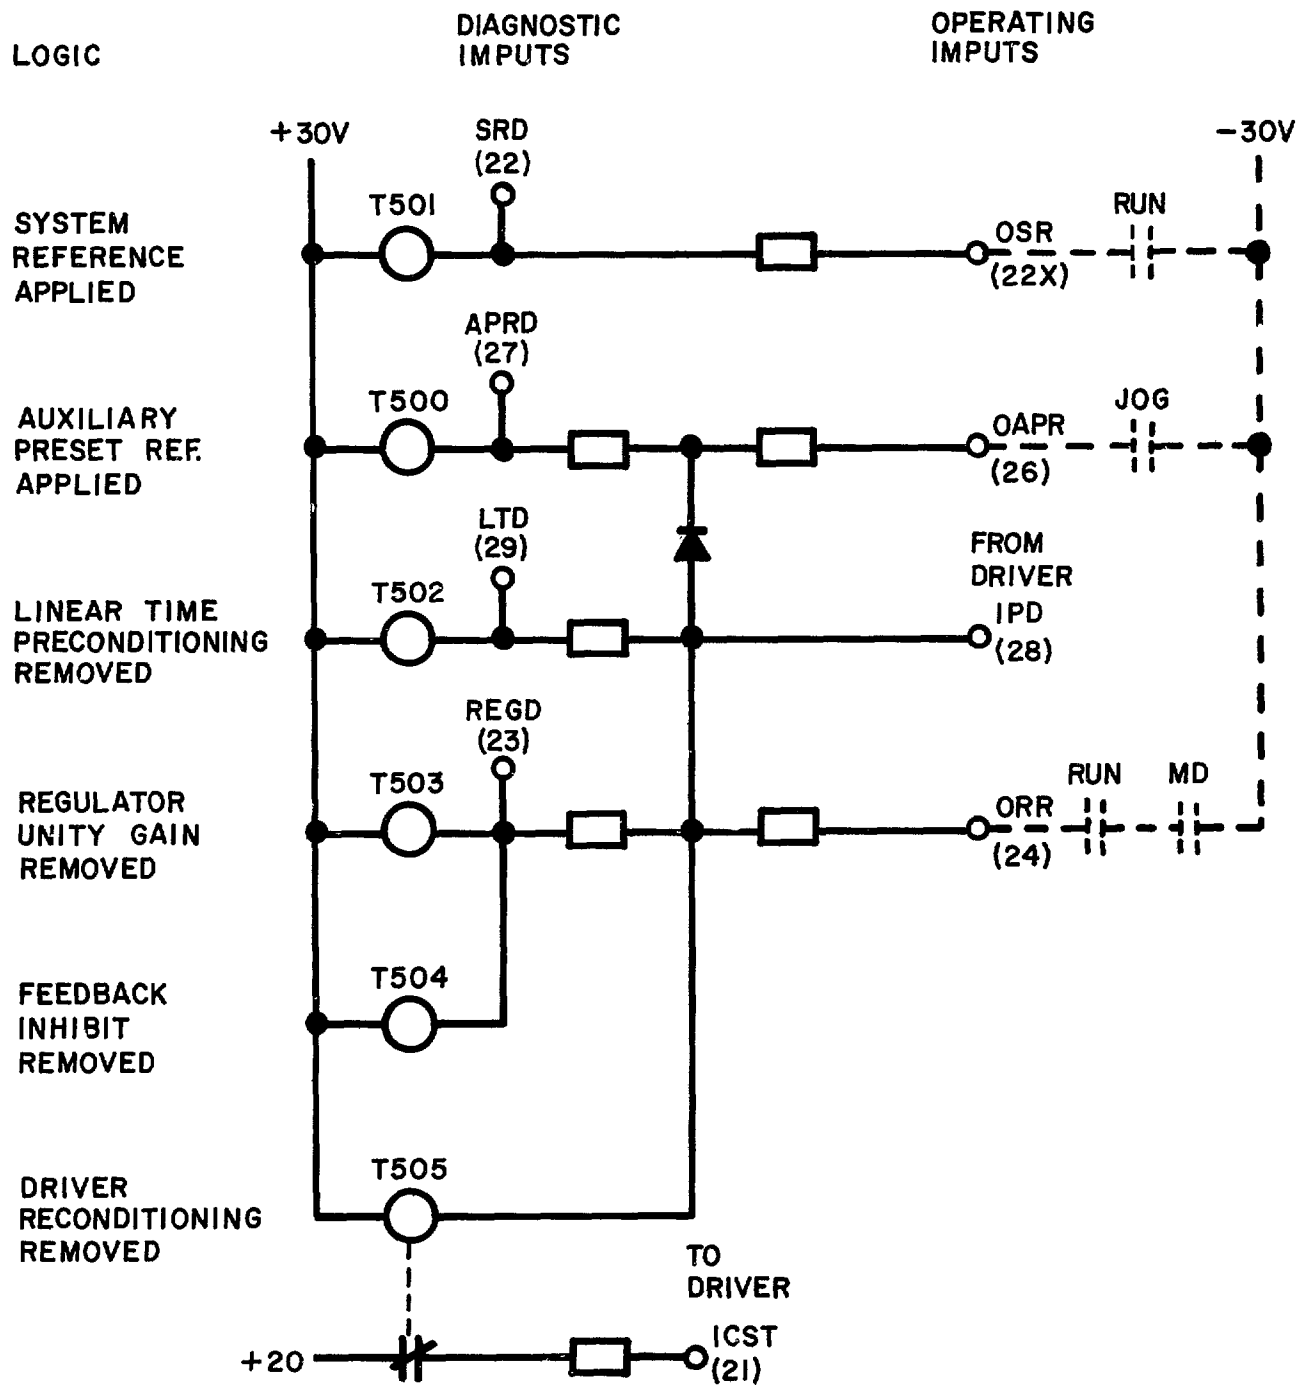 LOGIC
DIAGNOSTIC
IMPUTS
OPERATING
IMPUTS
+30V
-30V
SYSTEM
REFERENCE
APPLIED
T501
SRD
(22)
OSR
(22X)
RUN
AUXILIARY
PRESET REF.
APPLIED
T500
APRD
(27)
OAPR
(26)
JOG
LINEAR TIME
PRECONDITIONING
REMOVED
T502
LTD
(29)
FROM
DRIVER
IPD
(28)
REGULATOR
UNITY GAIN
REMOVED
T503
REGD
(23)
ORR
(24)
RUN
MD
FEEDBACK
INHIBIT
REMOVED
T504
DRIVER
RECONDITIONING
REMOVED
T505
TO
DRIVER
+20
ICST
(21)